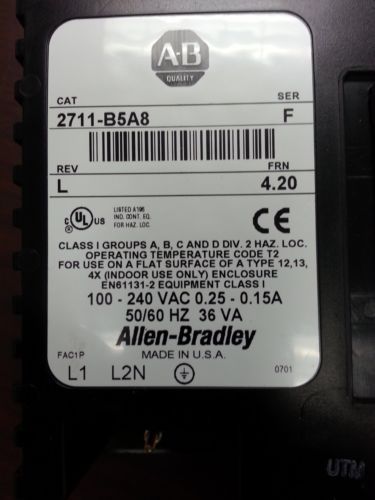 A-B
QUALITY
CAT SER
2711-B5A8 F
REV FRN
L 4.20
C UL US
LISTED A196
IND. CONT. EQ.
FOR HAZ. LOC.
CE
CLASS I GROUPS A, B, C AND D DIV. 2 HAZ. LOC.
OPERATING TEMPERATURE CODE T2
FOR USE ON A FLAT SURFACE OF A TYPE 12,13,
4X (INDOOR USE ONLY) ENCLOSURE
EN61131-2 EQUIPMENT CLASS I
100 - 240 VAC 0.25 - 0.15A
50/60 HZ 36 VA
Allen-Bradley
FAC1P MADE IN U.S.A.
L1 L2N 0701
UTM